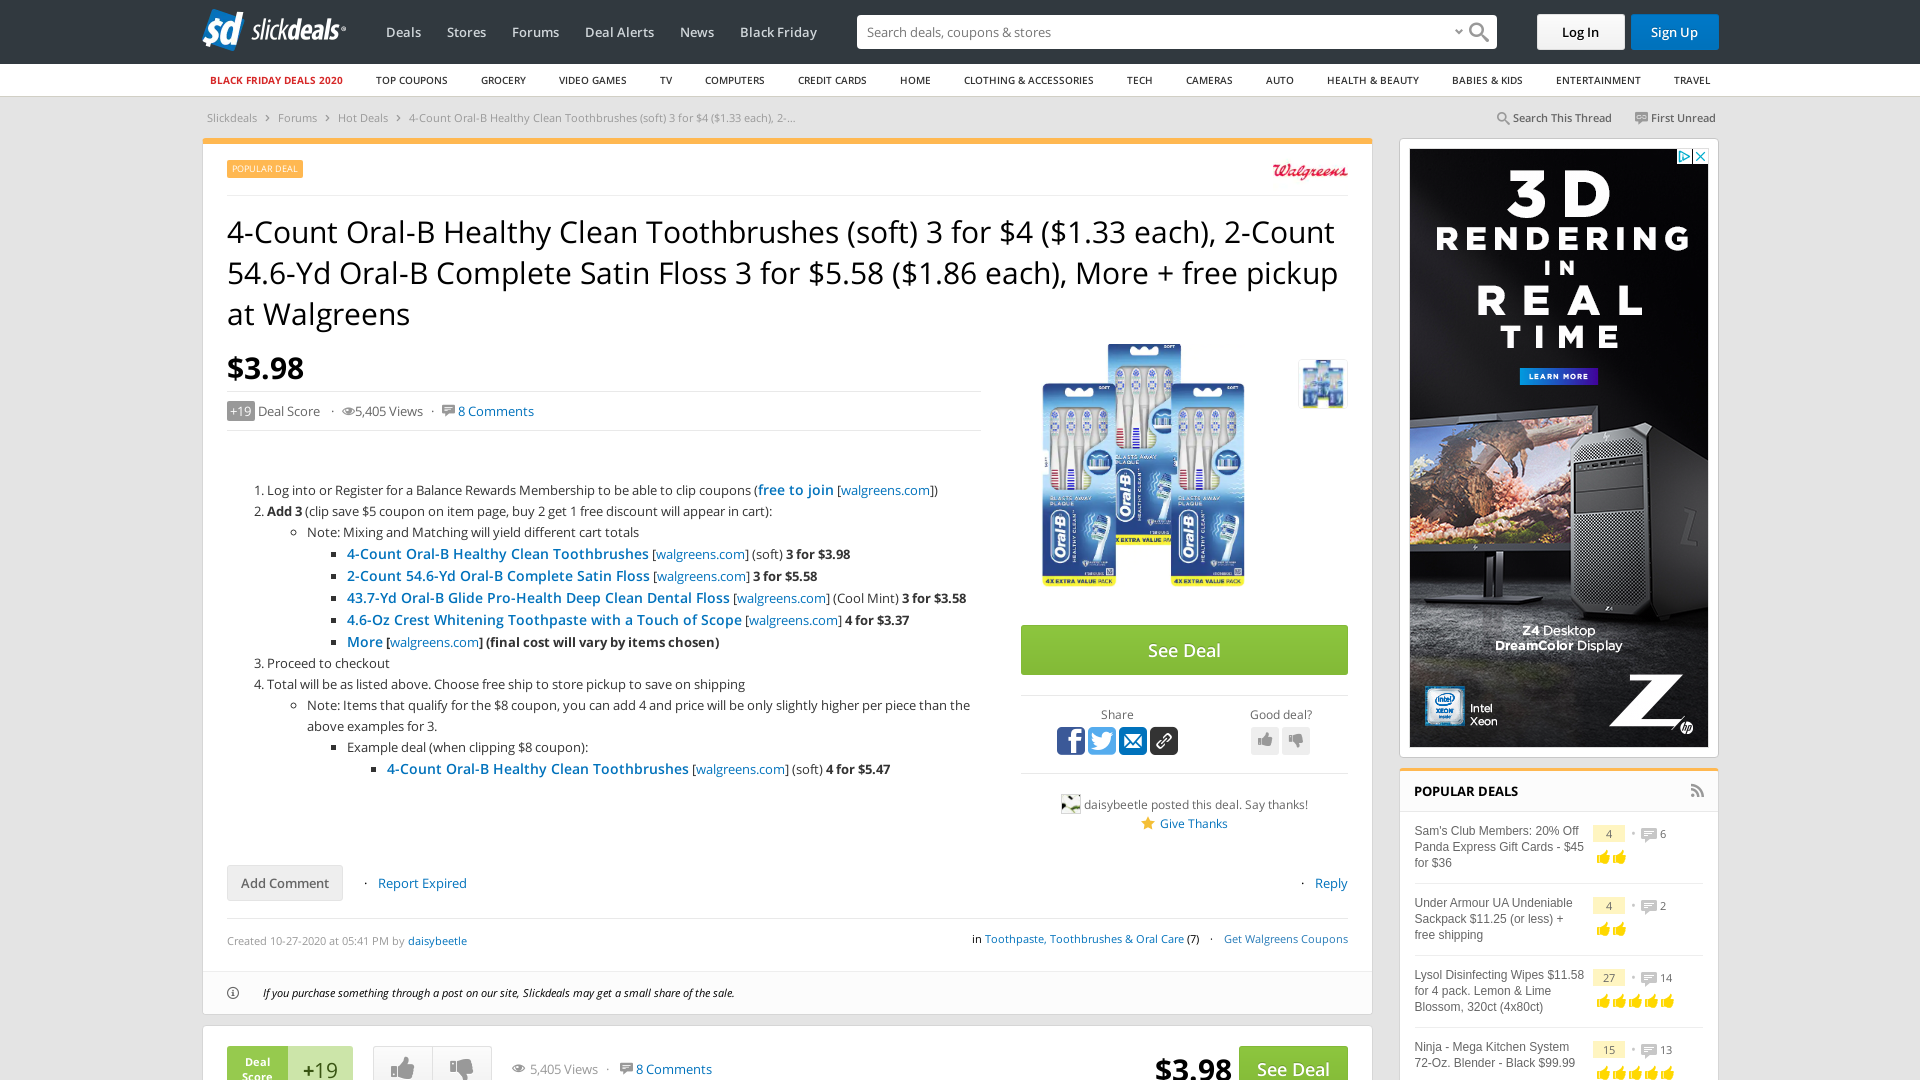 slickdeals
Deals
Stores
Forums
Deal Alerts
News
Black Friday
Search deals, coupons & stores
Log In
Sign Up
BLACK FRIDAY DEALS 2020
TOP COUPONS
GROCERY
VIDEO GAMES
TV
COMPUTERS
CREDIT CARDS
HOME
CLOTHING & ACCESSORIES
TECH
CAMERAS
AUTO
HEALTH & BEAUTY
BABIES & KIDS
ENTERTAINMENT
TRAVEL
Slickdeals › Forums › Hot Deals › 4-Count Oral-B Healthy Clean Toothbrushes (soft) 3 for $4 ($1.33 each), 2-...
Search This Thread
First Unread
POPULAR DEAL
Walgreens
4-Count Oral-B Healthy Clean Toothbrushes (soft) 3 for $4 ($1.33 each), 2-Count
54.6-Yd Oral-B Complete Satin Floss 3 for $5.58 ($1.86 each), More + free pickup
at Walgreens
$3.98
+19 Deal Score · 5,405 Views · 8 Comments
1. Log into or Register for a Balance Rewards Membership to be able to clip coupons (free to join [walgreens.com])
2. Add 3 (clip save $5 coupon on item page, buy 2 get 1 free discount will appear in cart):
Note: Mixing and Matching will yield different cart totals
4-Count Oral-B Healthy Clean Toothbrushes [walgreens.com] (soft) 3 for $3.98
2-Count 54.6-Yd Oral-B Complete Satin Floss [walgreens.com] 3 for $5.58
43.7-Yd Oral-B Glide Pro-Health Deep Clean Dental Floss [walgreens.com] (Cool Mint) 3 for $3.58
4.6-Oz Crest Whitening Toothpaste with a Touch of Scope [walgreens.com] 4 for $3.37
More [walgreens.com] (final cost will vary by items chosen)
3. Proceed to checkout
4. Total will be as listed above. Choose free ship to store pickup to save on shipping
Note: Items that qualify for the $8 coupon, you can add 4 and price will be only slightly higher per piece than the
above examples for 3.
Example deal (when clipping $8 coupon):
4-Count Oral-B Healthy Clean Toothbrushes [walgreens.com] (soft) 4 for $5.47
Oral-B
Oral-B
Oral-B
4X EXTRA VALUE PACK
4X EXTRA VALUE PACK
See Deal
Share
Good deal?
daisybeetle posted this deal. Say thanks!
Give Thanks
Add Comment · Report Expired
· Reply
Created 10-27-2020 at 05:41 PM by daisybeetle
in Toothpaste, Toothbrushes & Oral Care (7) · Get Walgreens Coupons
If you purchase something through a post on our site, Slickdeals may get a small share of the sale.
Deal
Score
+19
5,405 Views · 8 Comments
$3.98
See Deal
3D
RENDERING
IN
REAL
TIME
LEARN MORE
Z4 Desktop
DreamColor Display
intel
XEON
inside
Intel
Xeon
Z
hp
POPULAR DEALS
Sam's Club Members: 20% Off
Panda Express Gift Cards - $45
for $36
4 · 6
Under Armour UA Undeniable
Sackpack $11.25 (or less) +
free shipping
4 · 2
Lysol Disinfecting Wipes $11.58
for 4 pack. Lemon & Lime
Blossom, 320ct (4x80ct)
27 · 14
Ninja - Mega Kitchen System
72-Oz. Blender - Black $99.99
15 · 13